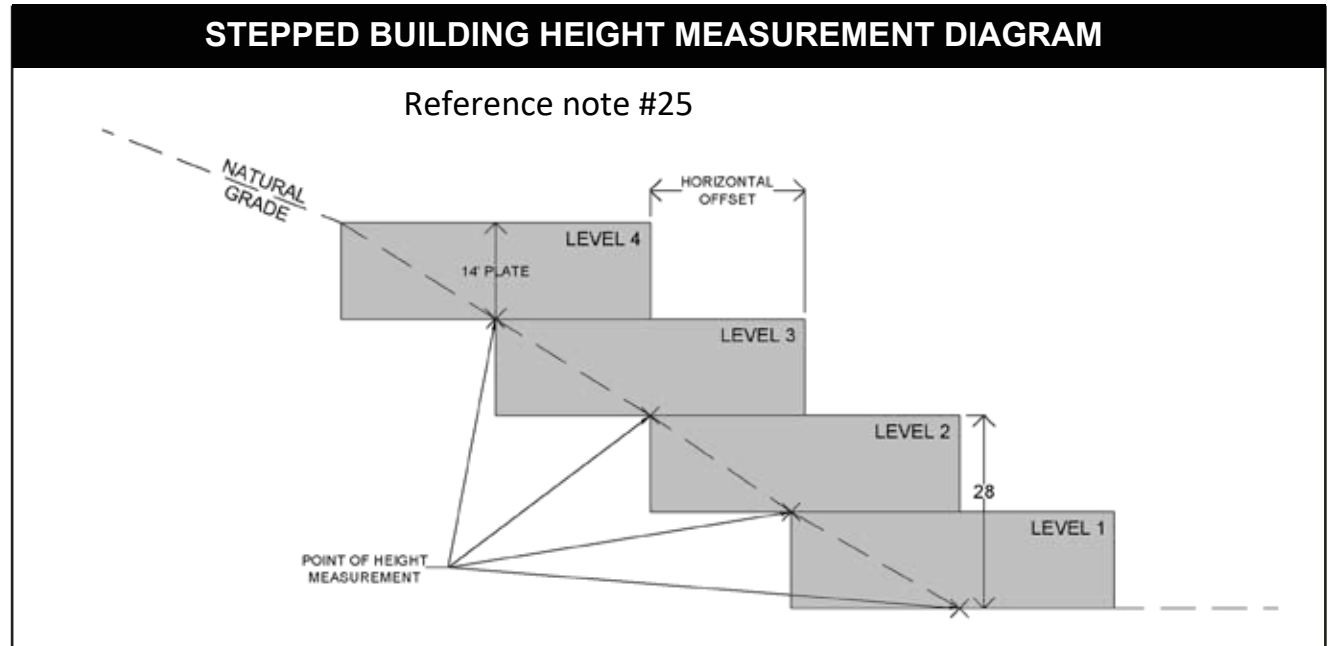 STEPPED BUILDING HEIGHT MEASUREMENT DIAGRAM
Reference note #25
NATURAL
GRADE
HORIZONTAL
OFFSET
LEVEL 4
14' PLATE
LEVEL 3
LEVEL 2
28
LEVEL 1
POINT OF HEIGHT
MEASUREMENT